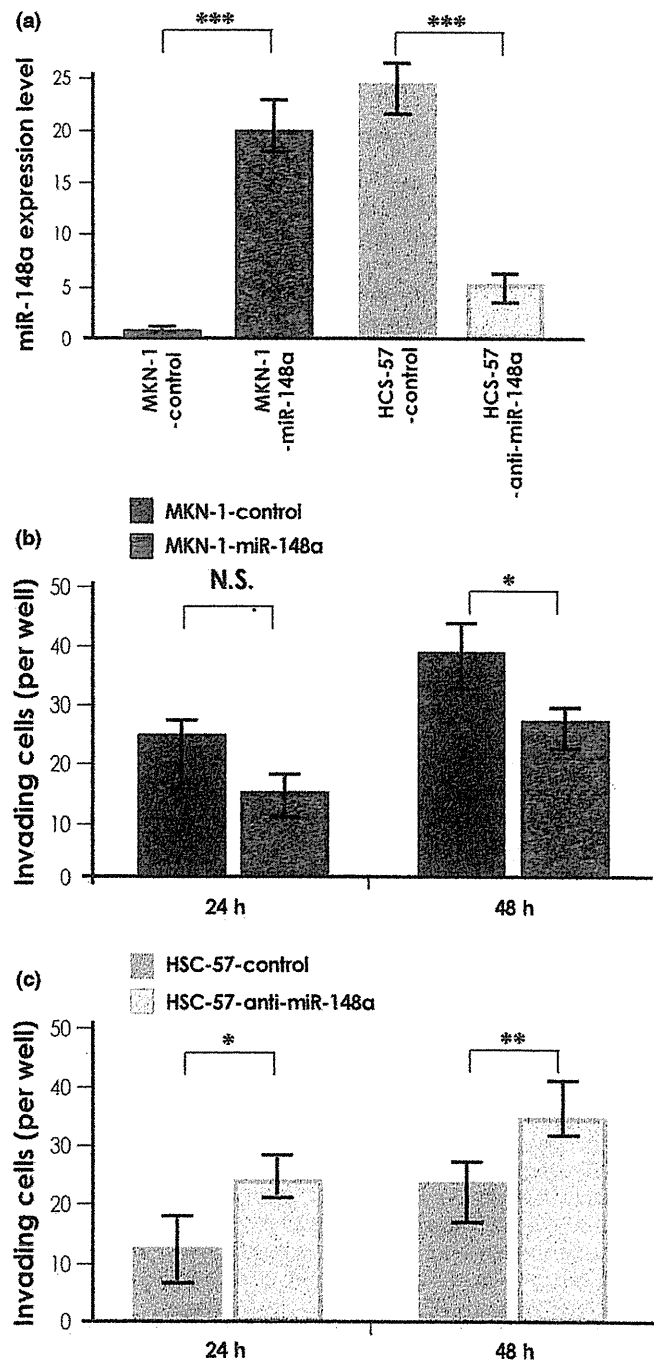 (a)
***
***
miR-148a expression level
25
20
15
10
5
0
MKN-1
-control
MKN-1
-miR-148a
HCS-57
-control
HCS-57
-anti-miR-148a
MKN-1-control
MKN-1-miR-148a
(b)
Invading cells (per well)
50
40
30
20
10
0
N.S.
*
24 h
48 h
HSC-57-control
HSC-57-anti-miR-148a
(c)
Invading cells (per well)
50
40
30
20
10
0
*
**
24 h
48 h